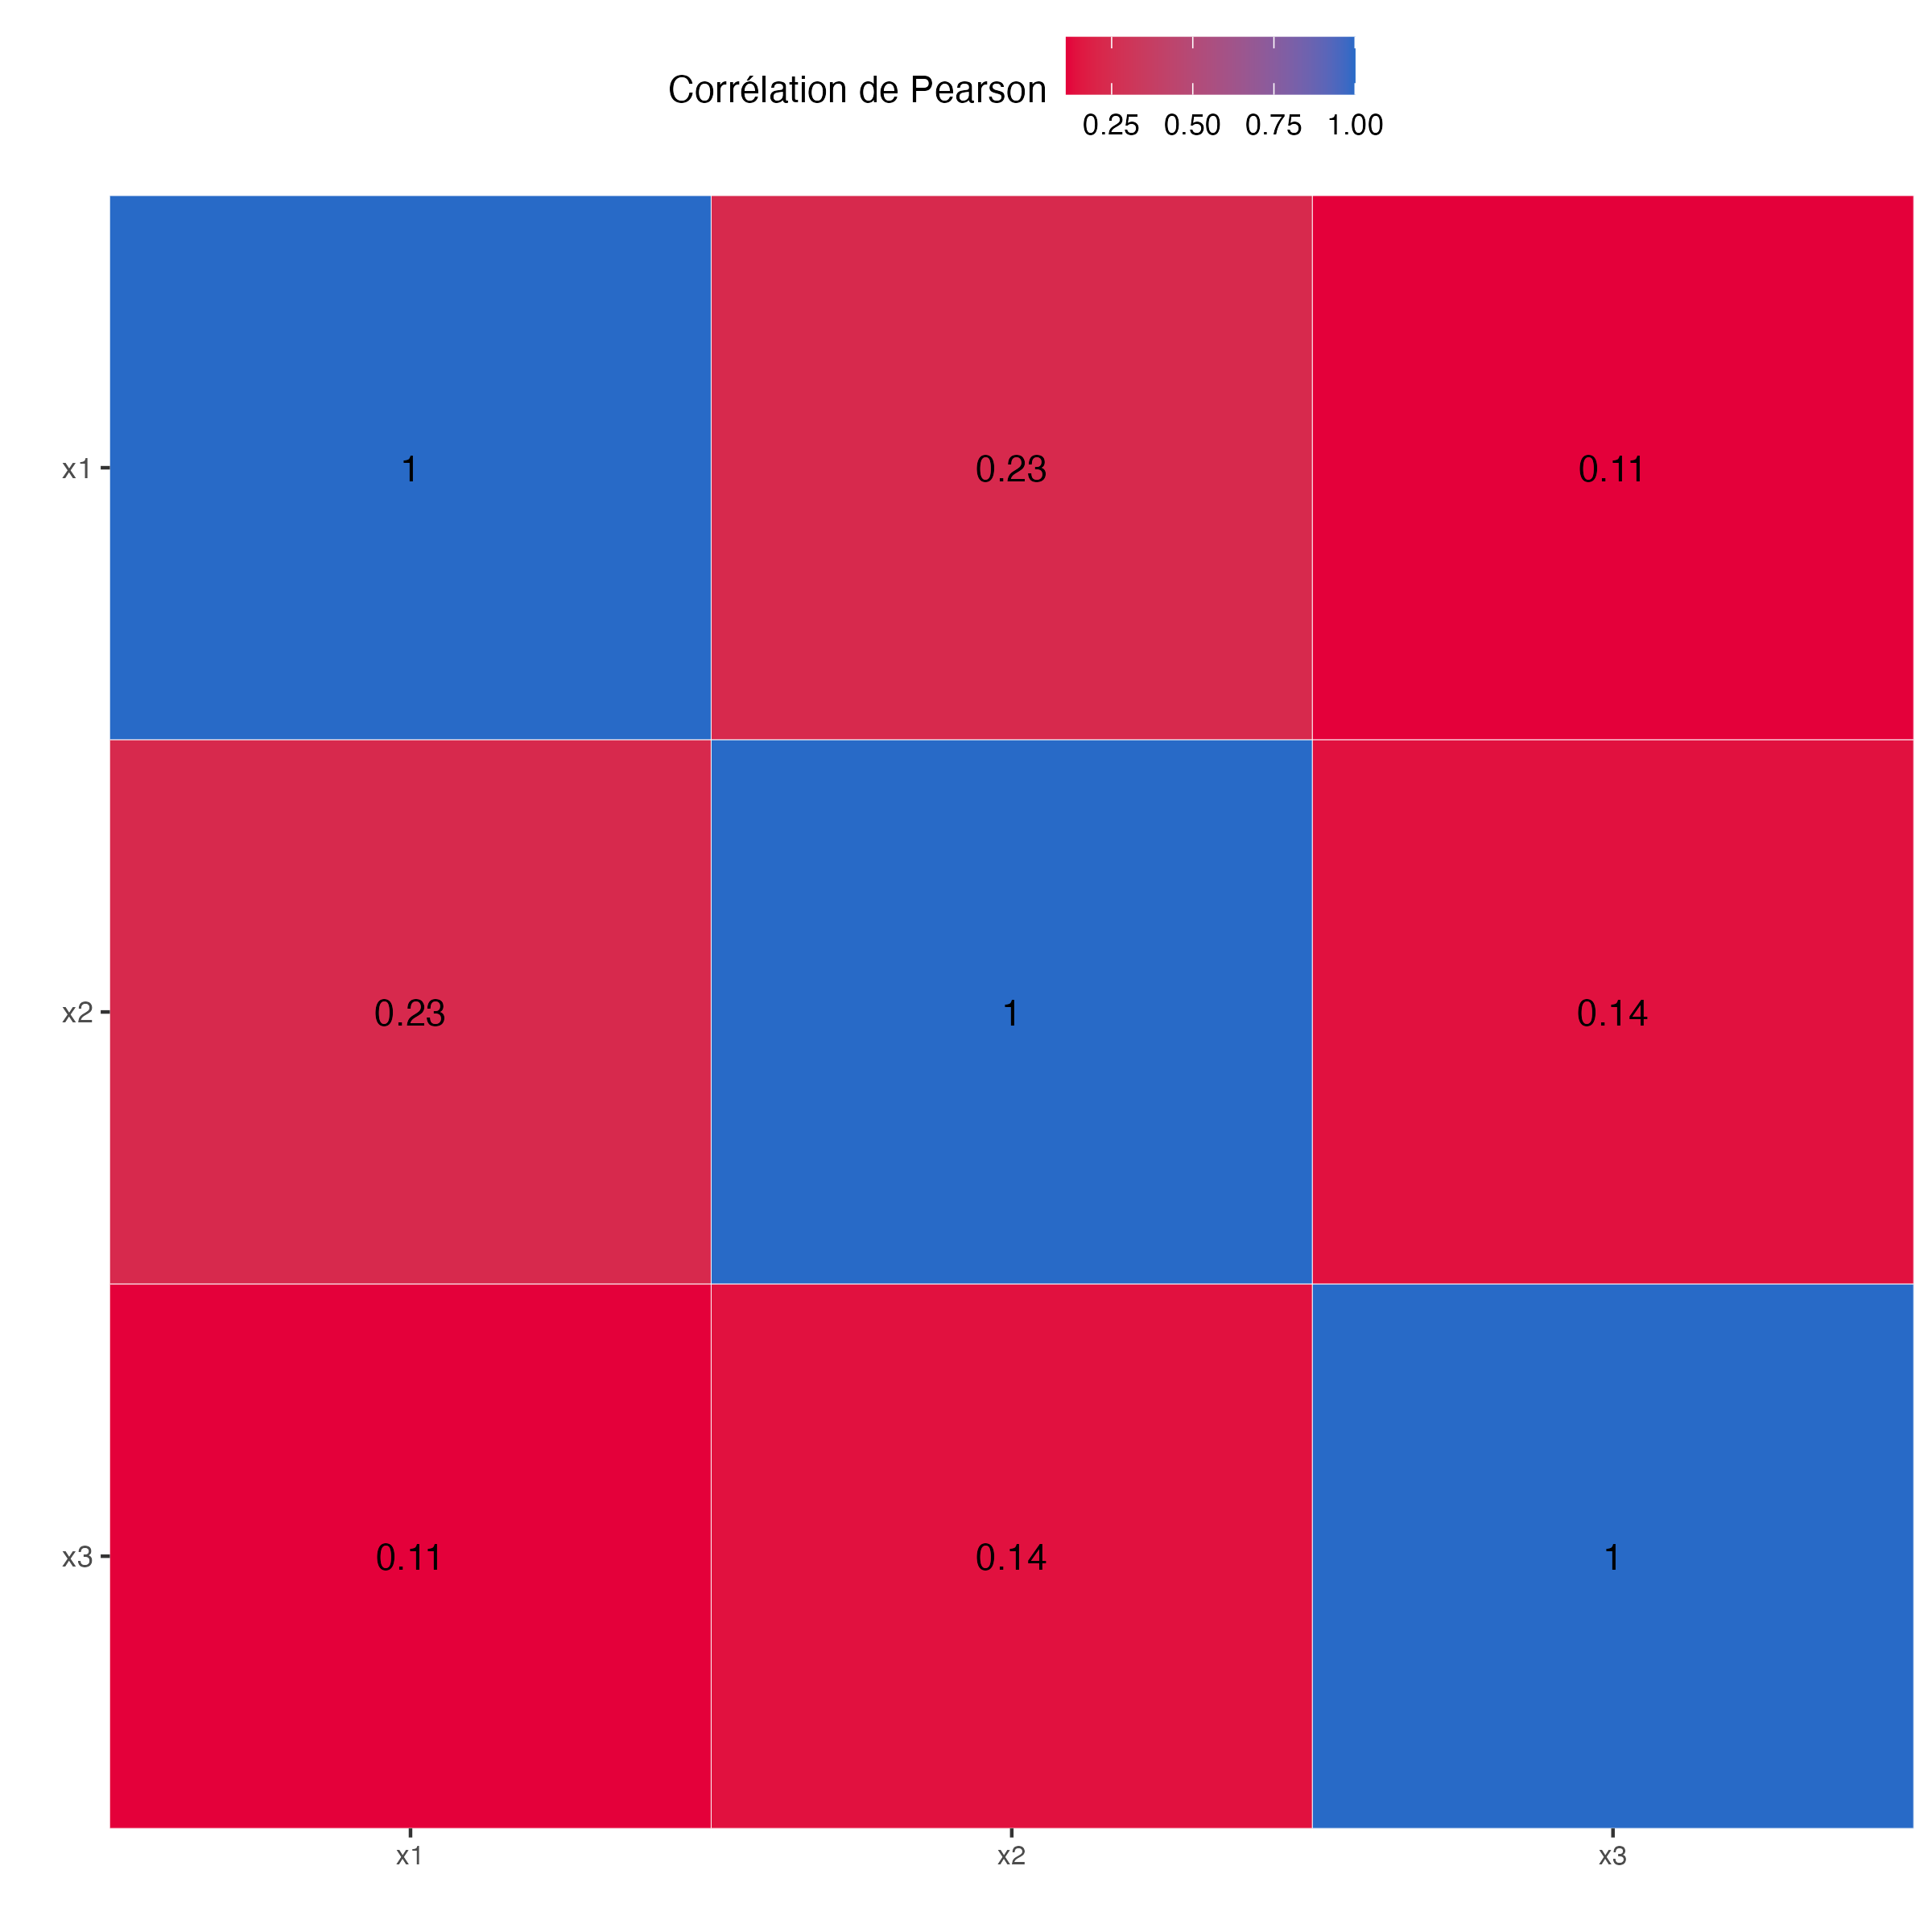 Corrélation de Pearson
0.25 0.50 0.75 1.00
x1 1 0.23 0.11
x2 0.23 1 0.14
x3 0.11 0.14 1
x1 x2 x3